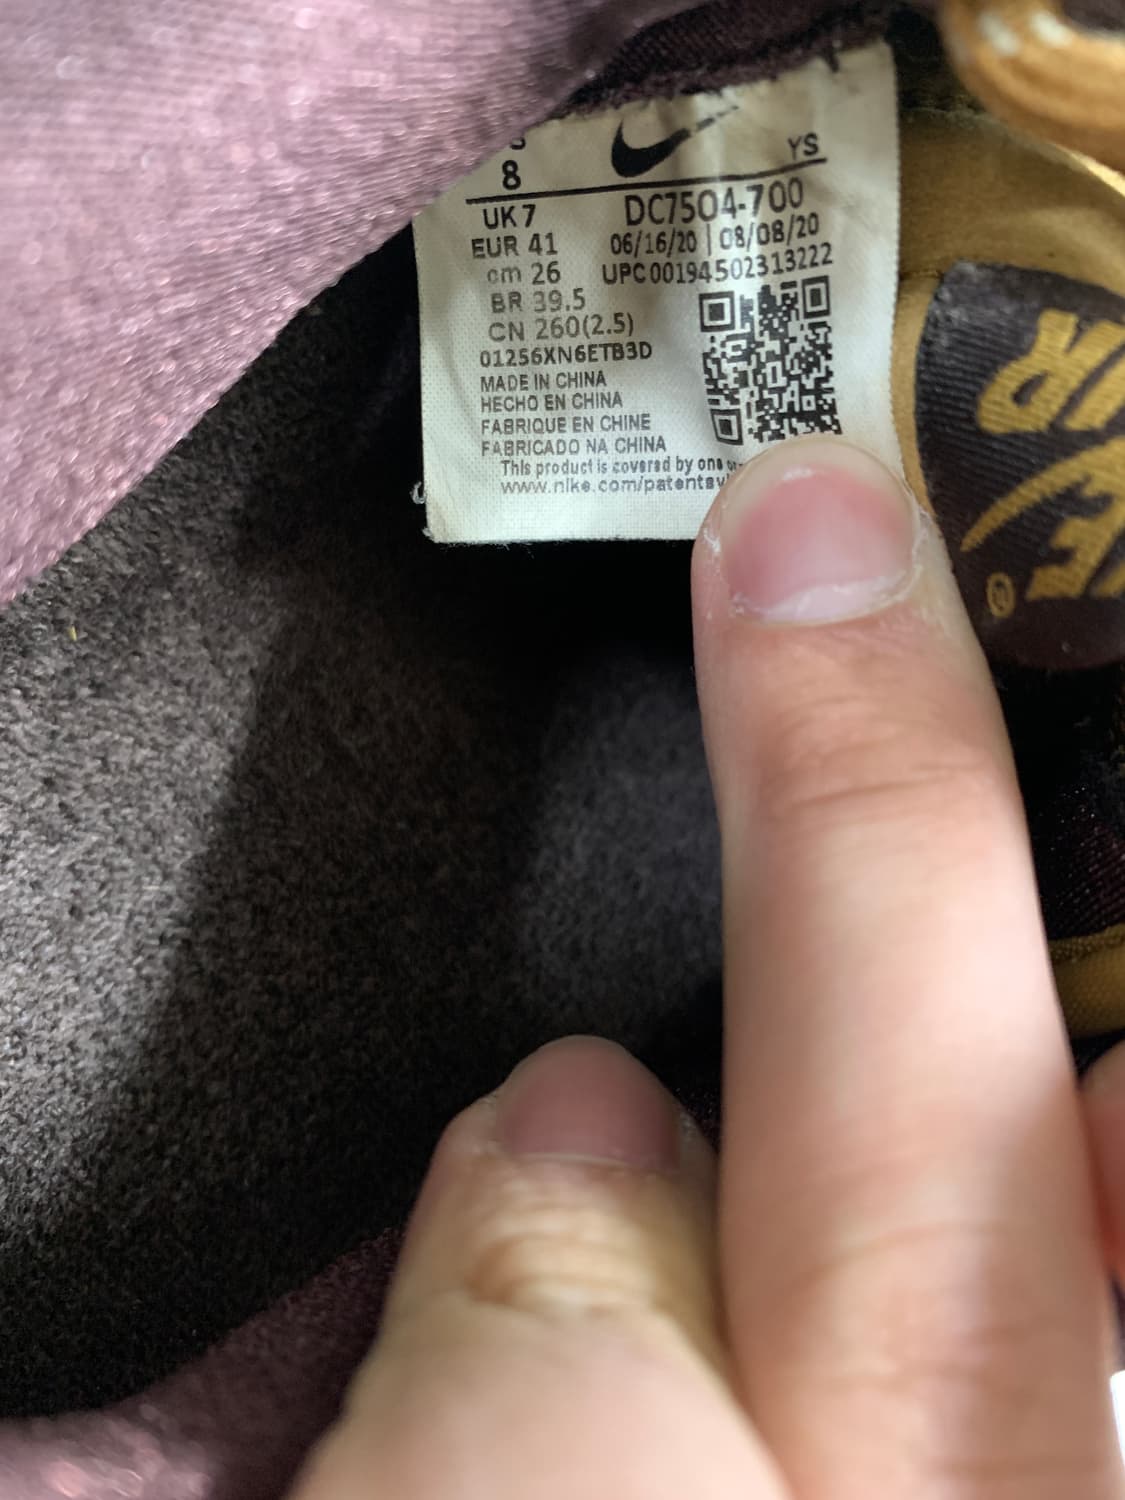 8
YS
UK 7
DC7504-700
EUR 41
06/16/20 | 08/08/20
cm 26
UPC 00194502313222
BR 39.5
CN 260(2.5)
01256XN6ETB3D
MADE IN CHINA
HECHO EN CHINA
FABRIQUE EN CHINE
FABRICADO NA CHINA
This product is covered by one
www.nike.com/patents
®